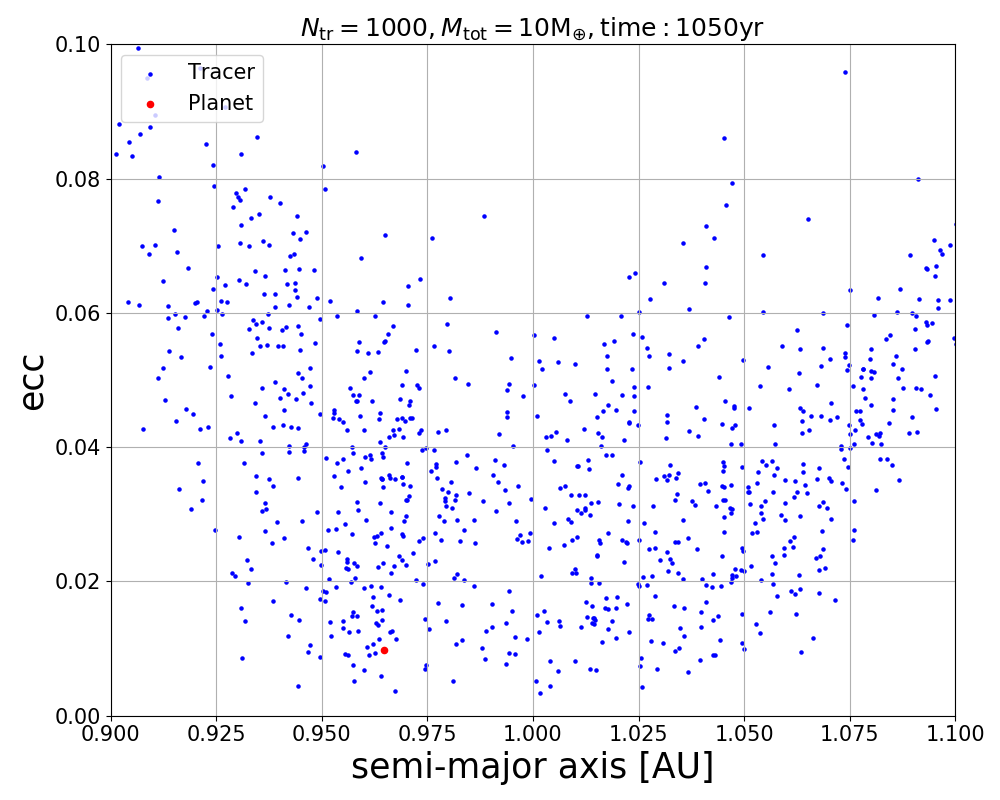 N_tr = 1000, M_tot = 10M_⊕, time : 1050yr
ecc
0.10
0.08
0.06
0.04
0.02
0.00
Tracer
Planet
0.900 0.925 0.950 0.975 1.000 1.025 1.050 1.075 1.100
semi-major axis [AU]